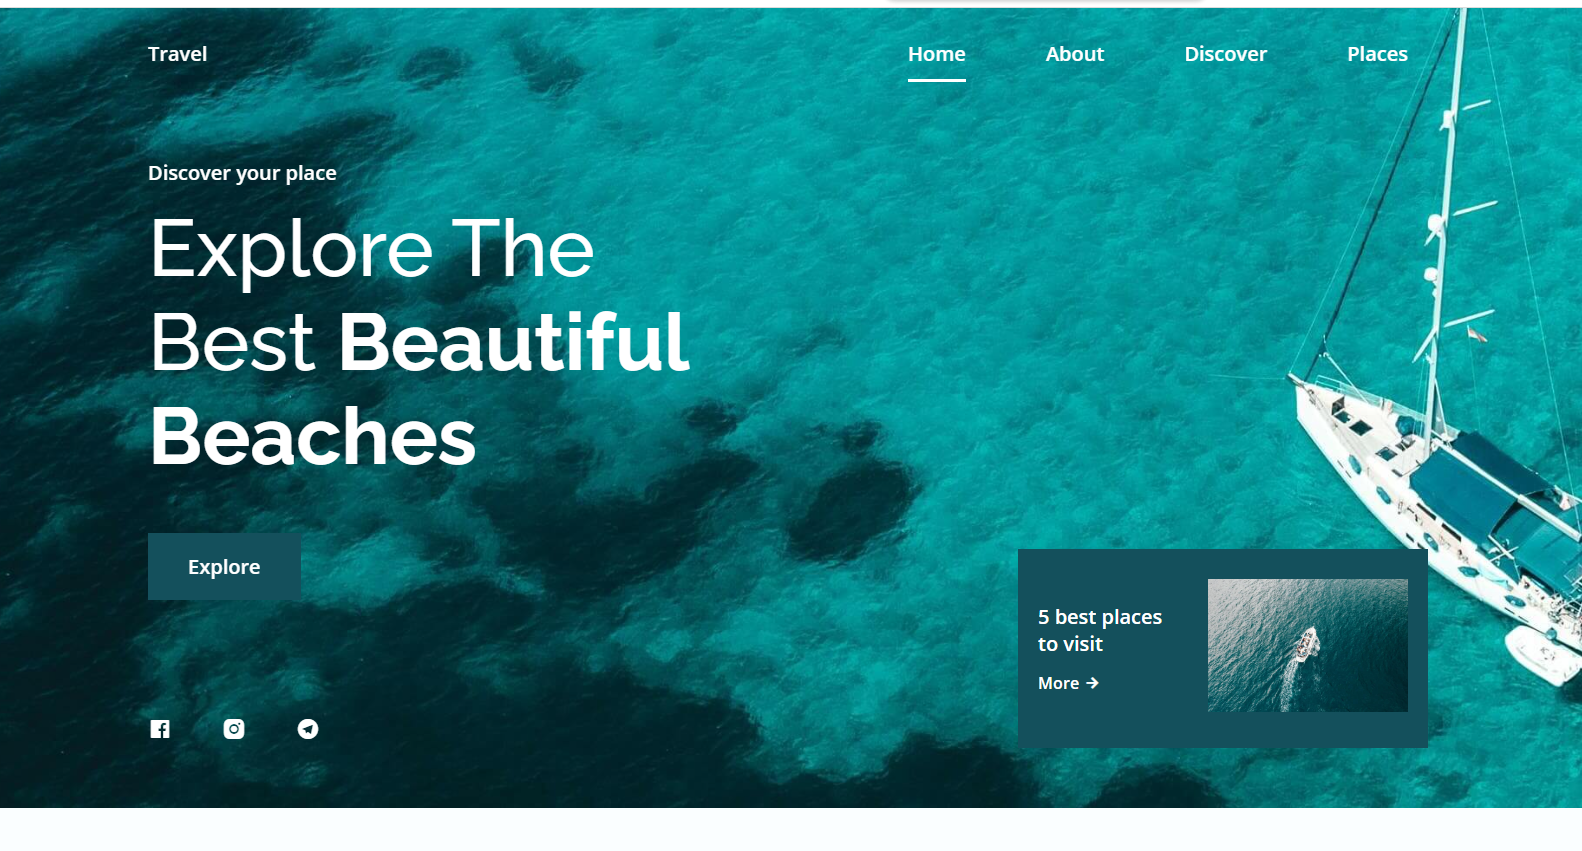 Travel
Home
About
Discover
Places
Discover your place
Explore The
Best Beautiful
Beaches
Explore
5 best places
to visit
More →